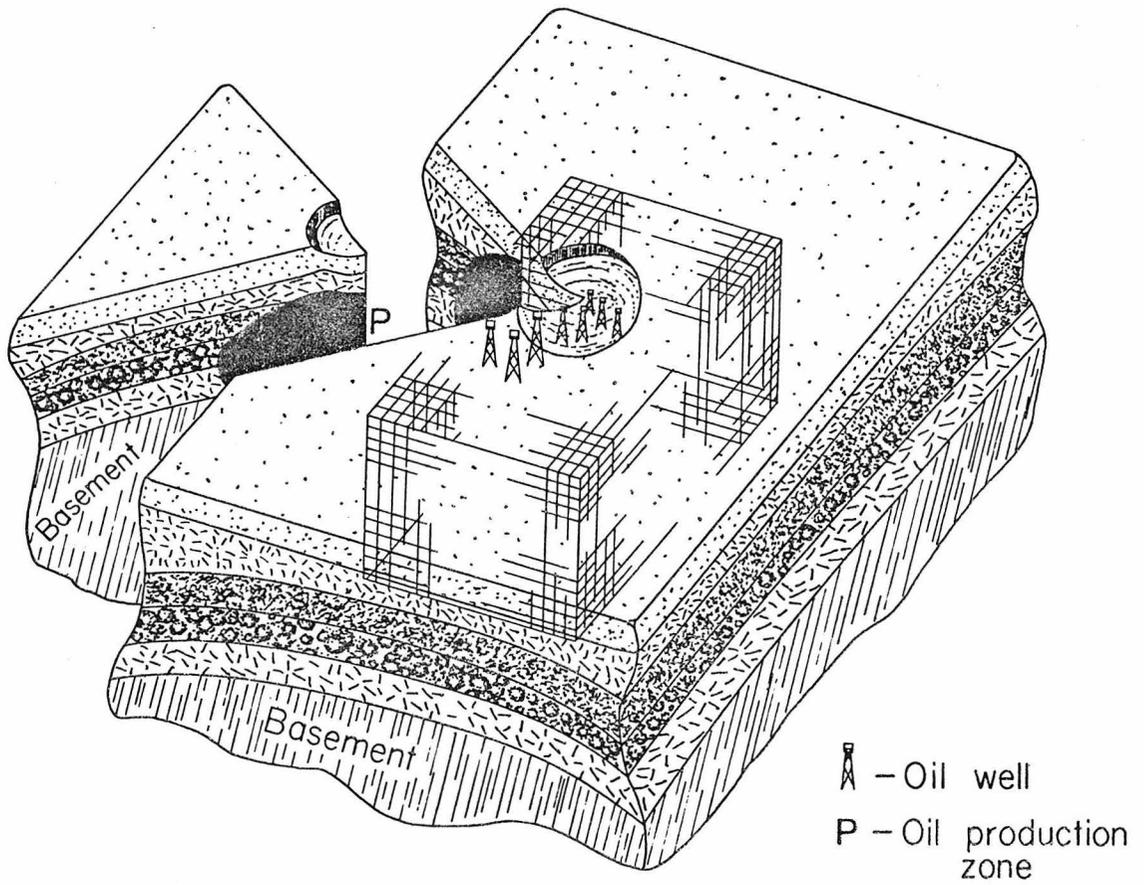 P
Basement
Basement
– Oil well
P – Oil production
zone